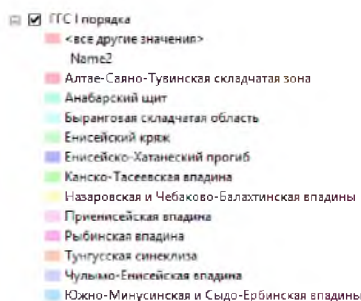 ГГС I порядка
<все другие значения>
Name2
Алтае-Саяно-Тувинская складчатая зона
Анабарский щит
Быранговая складчатая область
Енисейский кряж
Енисейско-Хатанеский прогиб
Канско-Тасеевская впадина
Назаровская и Чебаково-Балахтинская впадины
Приенисейская впадина
Рыбинская впадина
Тунгусская синеклиза
Чулымо-Енисейская впадина
Южно-Минусинская и Сыдо-Ербинская впадины